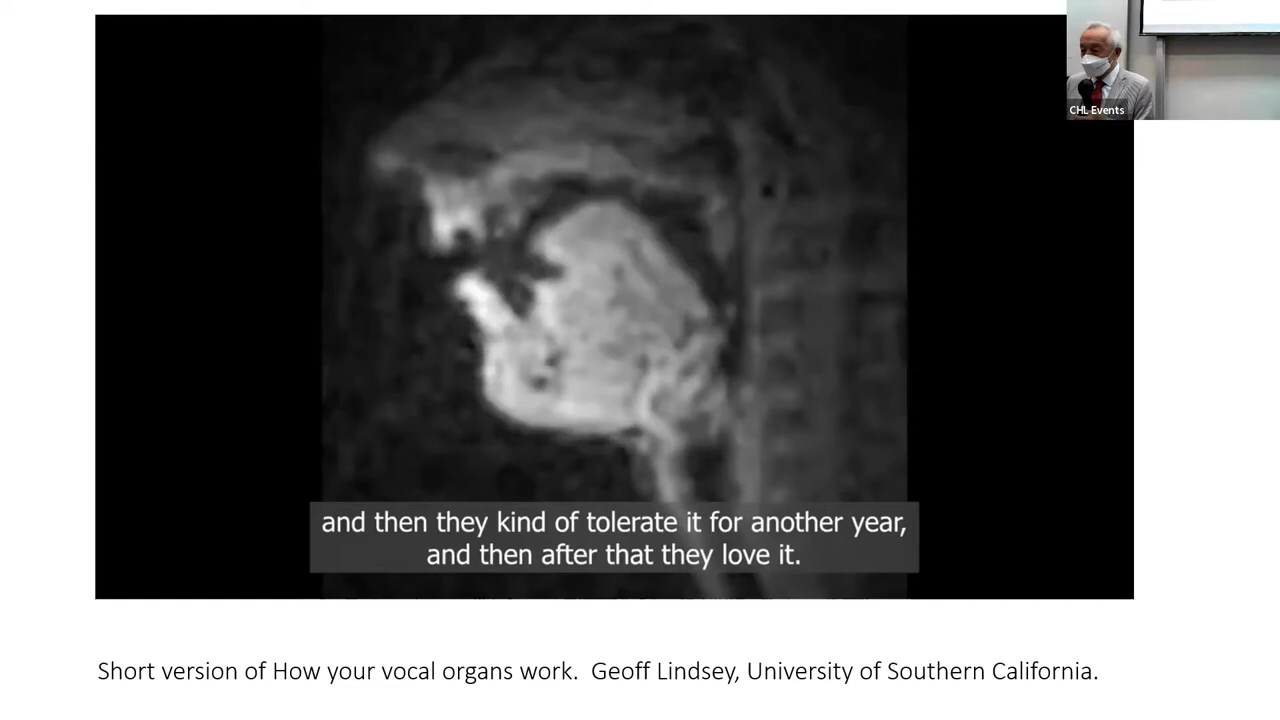 CHL Events
and then they kind of tolerate it for another year,
and then after that they love it.
Short version of How your vocal organs work.  Geoff Lindsey, University of Southern California.